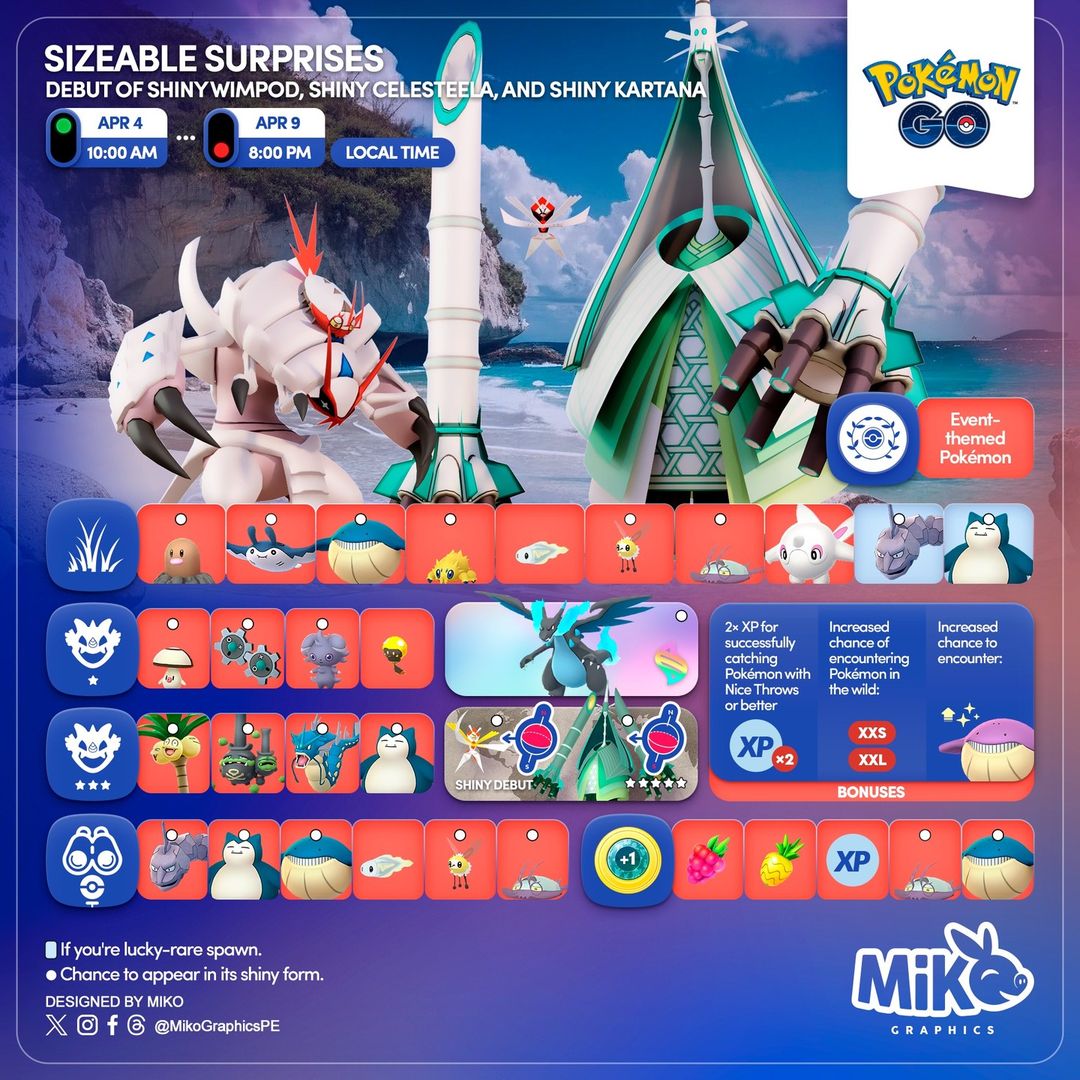 SIZEABLE SURPRISES
DEBUT OF SHINY WIMPOD, SHINY CELESTEELA, AND SHINY KARTANA
APR 4
10:00 AM
...
APR 9
8:00 PM
LOCAL TIME
POKéMON
GO
TM
Event-
themed
Pokémon
2× XP for
successfully
catching
Pokémon with
Nice Throws
or better
XP
×2
Increased
chance of
encountering
Pokémon in
the wild:
XXS
XXL
Increased
chance to
encounter:
BONUSES
S
N
N
S
SHINY DEBUT
+1
XP
If you're lucky-rare spawn.
Chance to appear in its shiny form.
DESIGNED BY MIKO
@MikoGraphicsPE
MiKO
GRAPHICS